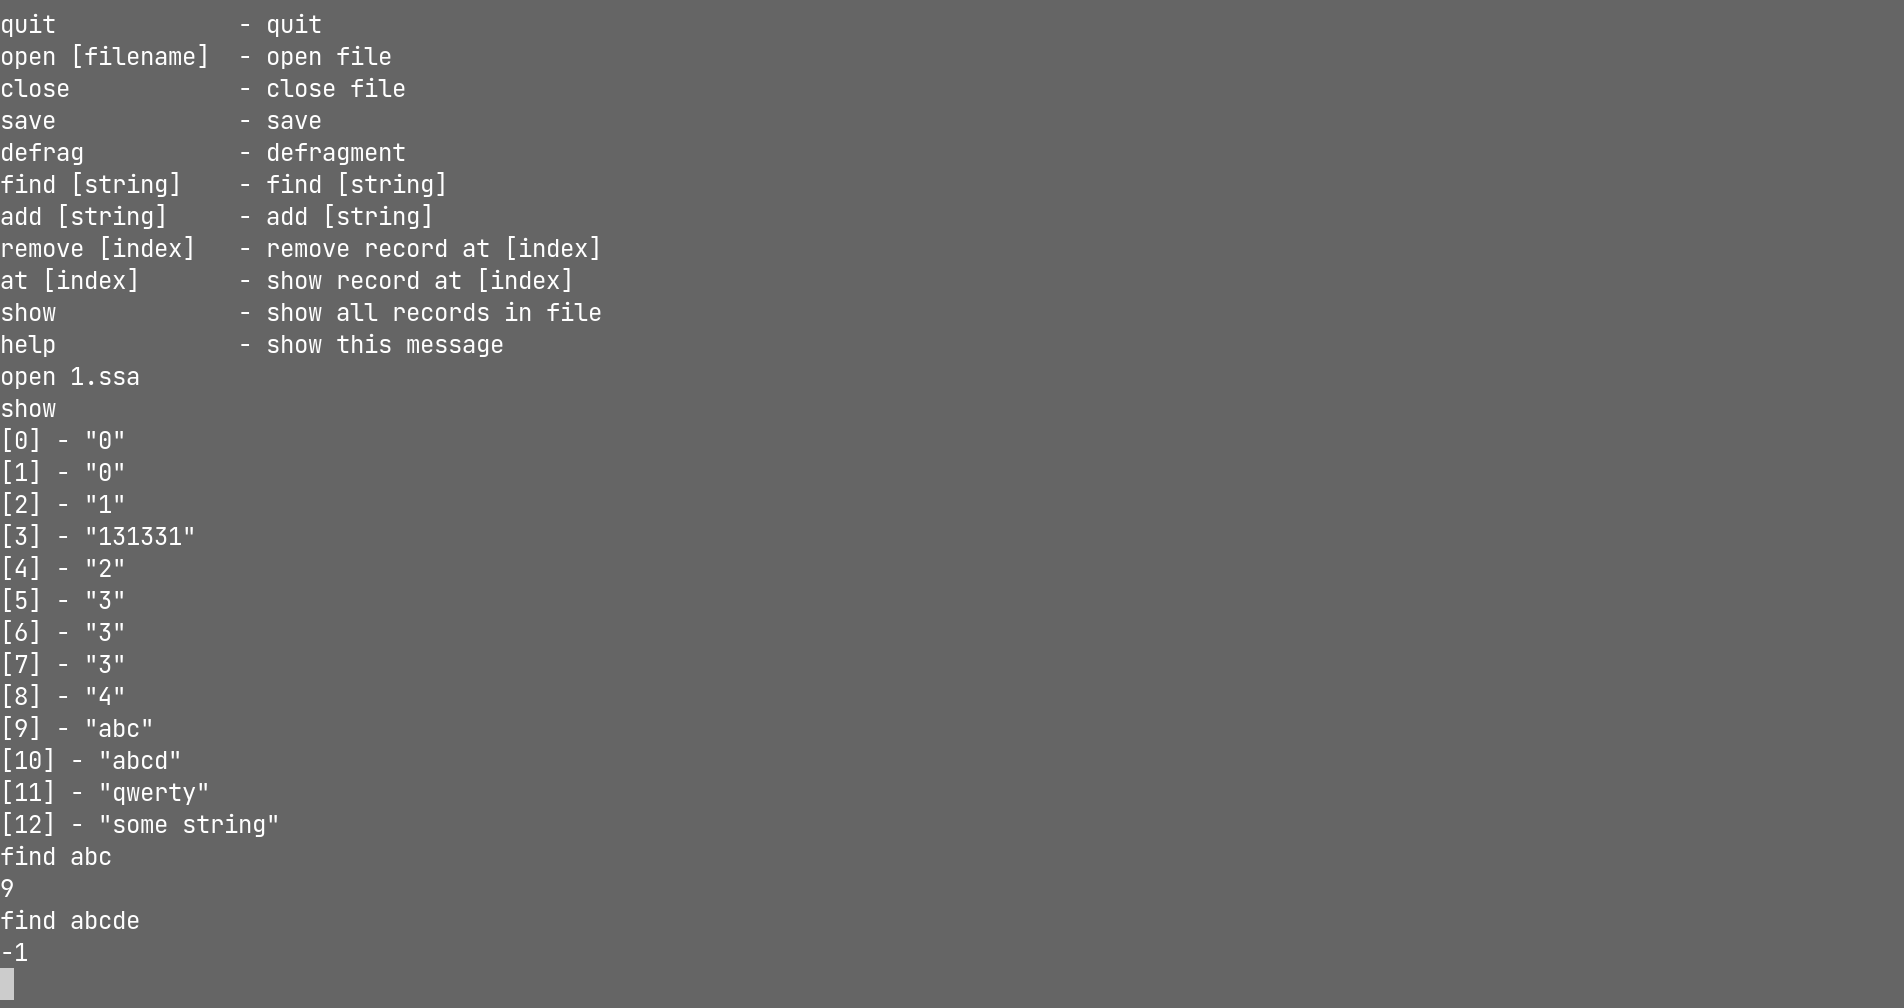 quit             - quit
open [filename]  - open file
close            - close file
save             - save
defrag           - defragment
find [string]    - find [string]
add [string]     - add [string]
remove [index]   - remove record at [index]
at [index]       - show record at [index]
show             - show all records in file
help             - show this message
open 1.ssa
show
[0] - "0"
[1] - "0"
[2] - "1"
[3] - "131331"
[4] - "2"
[5] - "3"
[6] - "3"
[7] - "3"
[8] - "4"
[9] - "abc"
[10] - "abcd"
[11] - "qwerty"
[12] - "some string"
find abc
9
find abcde
-1